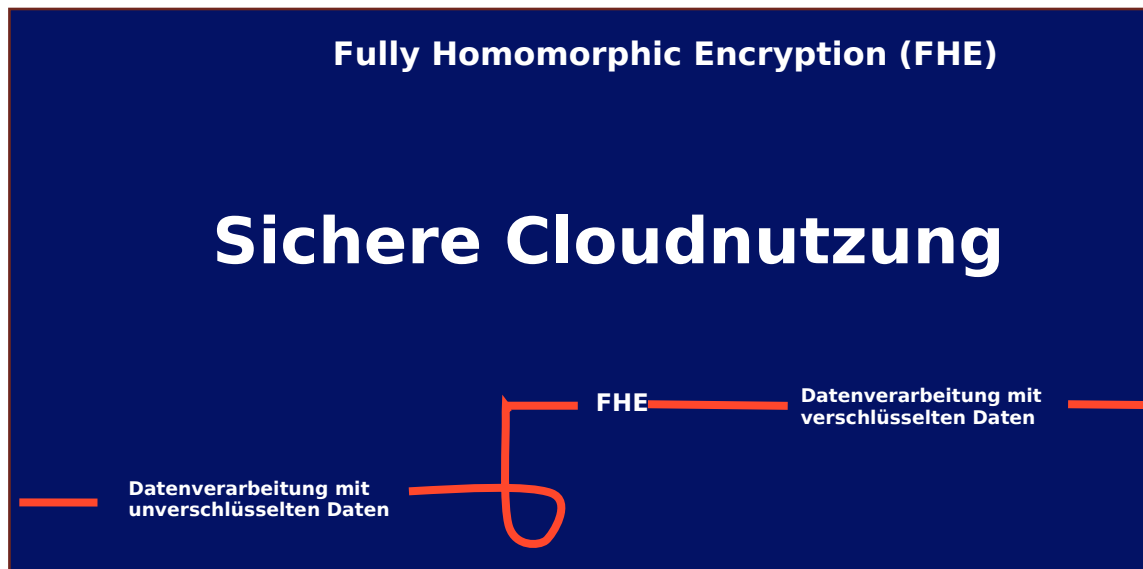 Fully Homomorphic Encryption (FHE)
Sichere Cloudnutzung
FHE
Datenverarbeitung mit
verschlüsselten Daten
Datenverarbeitung mit
unverschlüsselten Daten